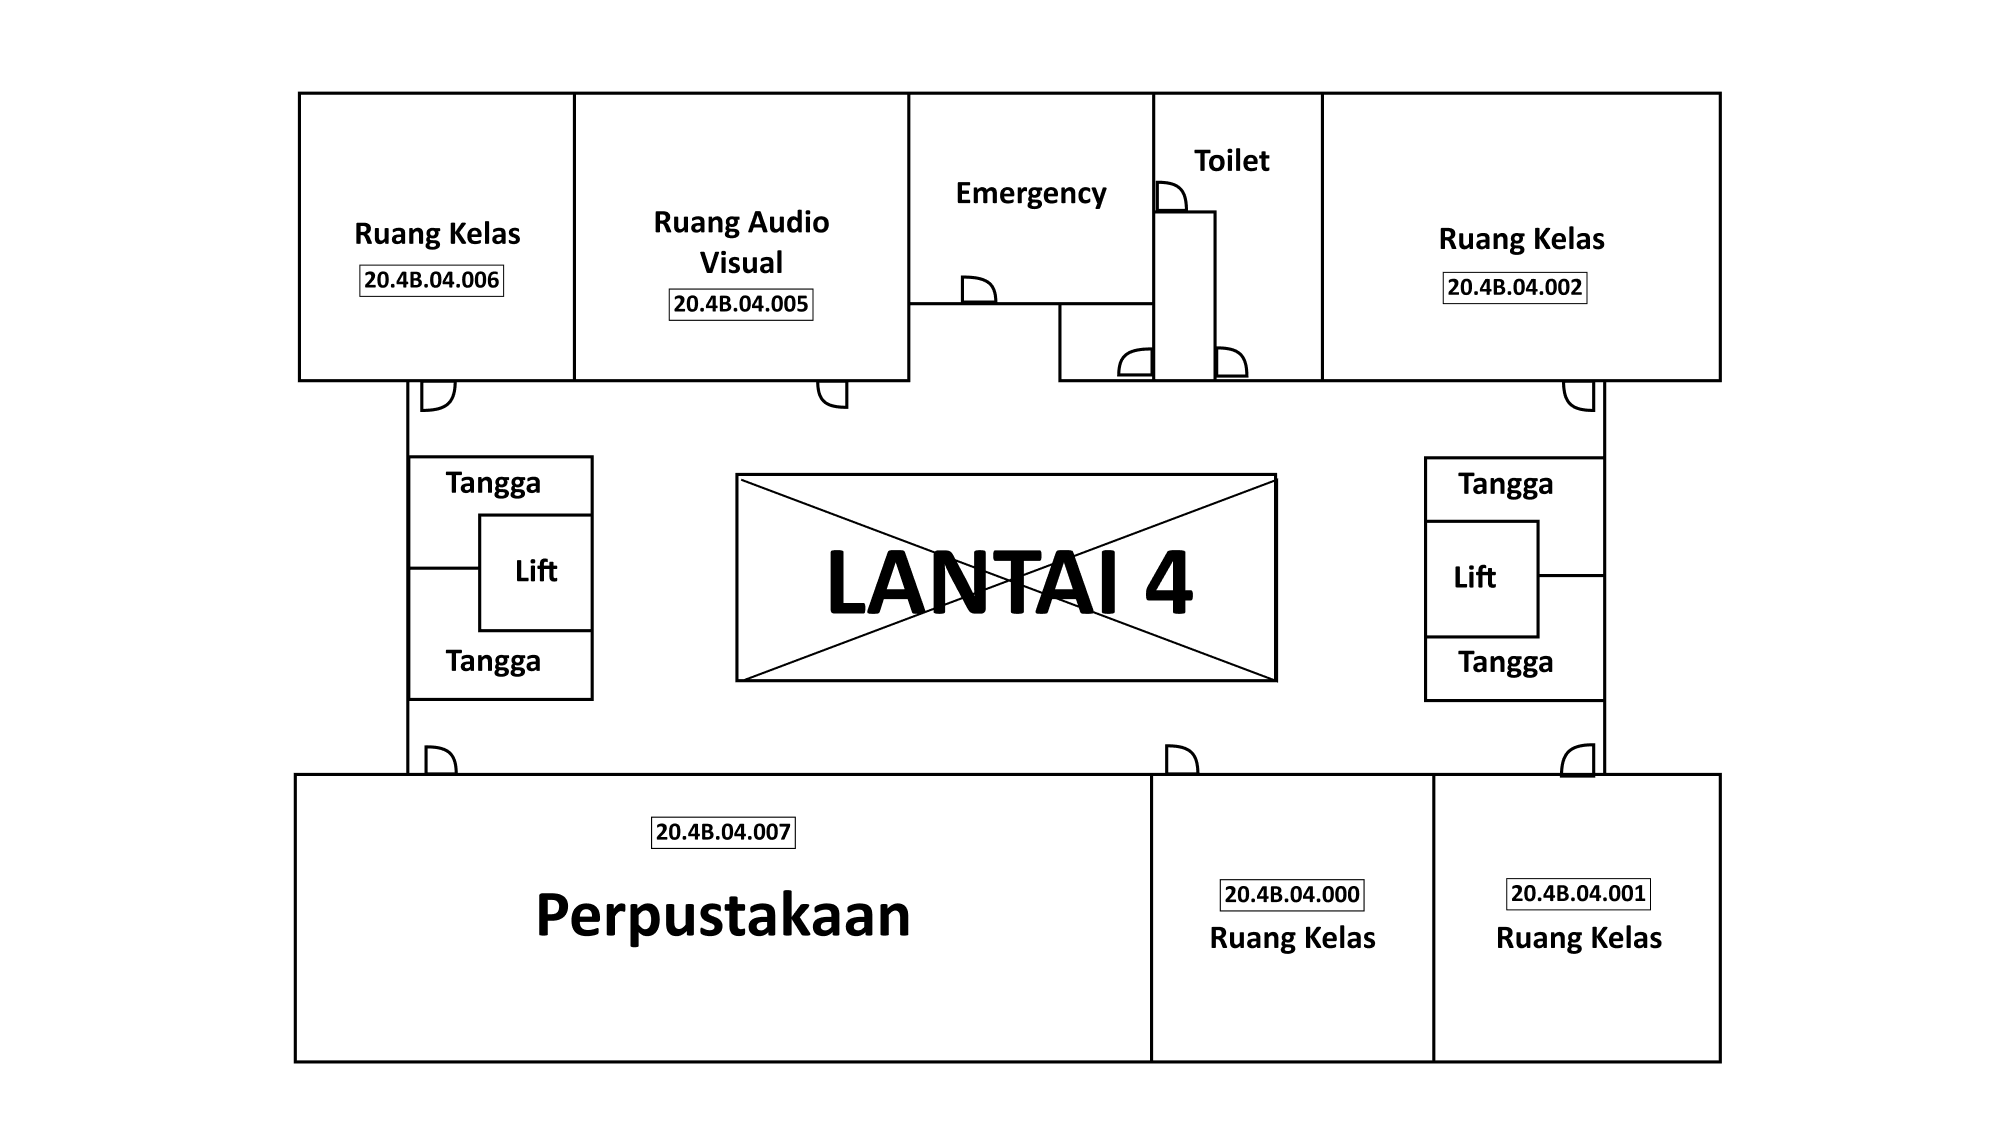 Toilet
Emergency
Ruang Kelas
20.4B.04.006
Ruang Audio
Visual
20.4B.04.005
Ruang Kelas
20.4B.04.002
Tangga
Lift
Tangga
LANTAI 4
Tangga
Lift
Tangga
20.4B.04.007
Perpustakaan
20.4B.04.000
Ruang Kelas
20.4B.04.001
Ruang Kelas